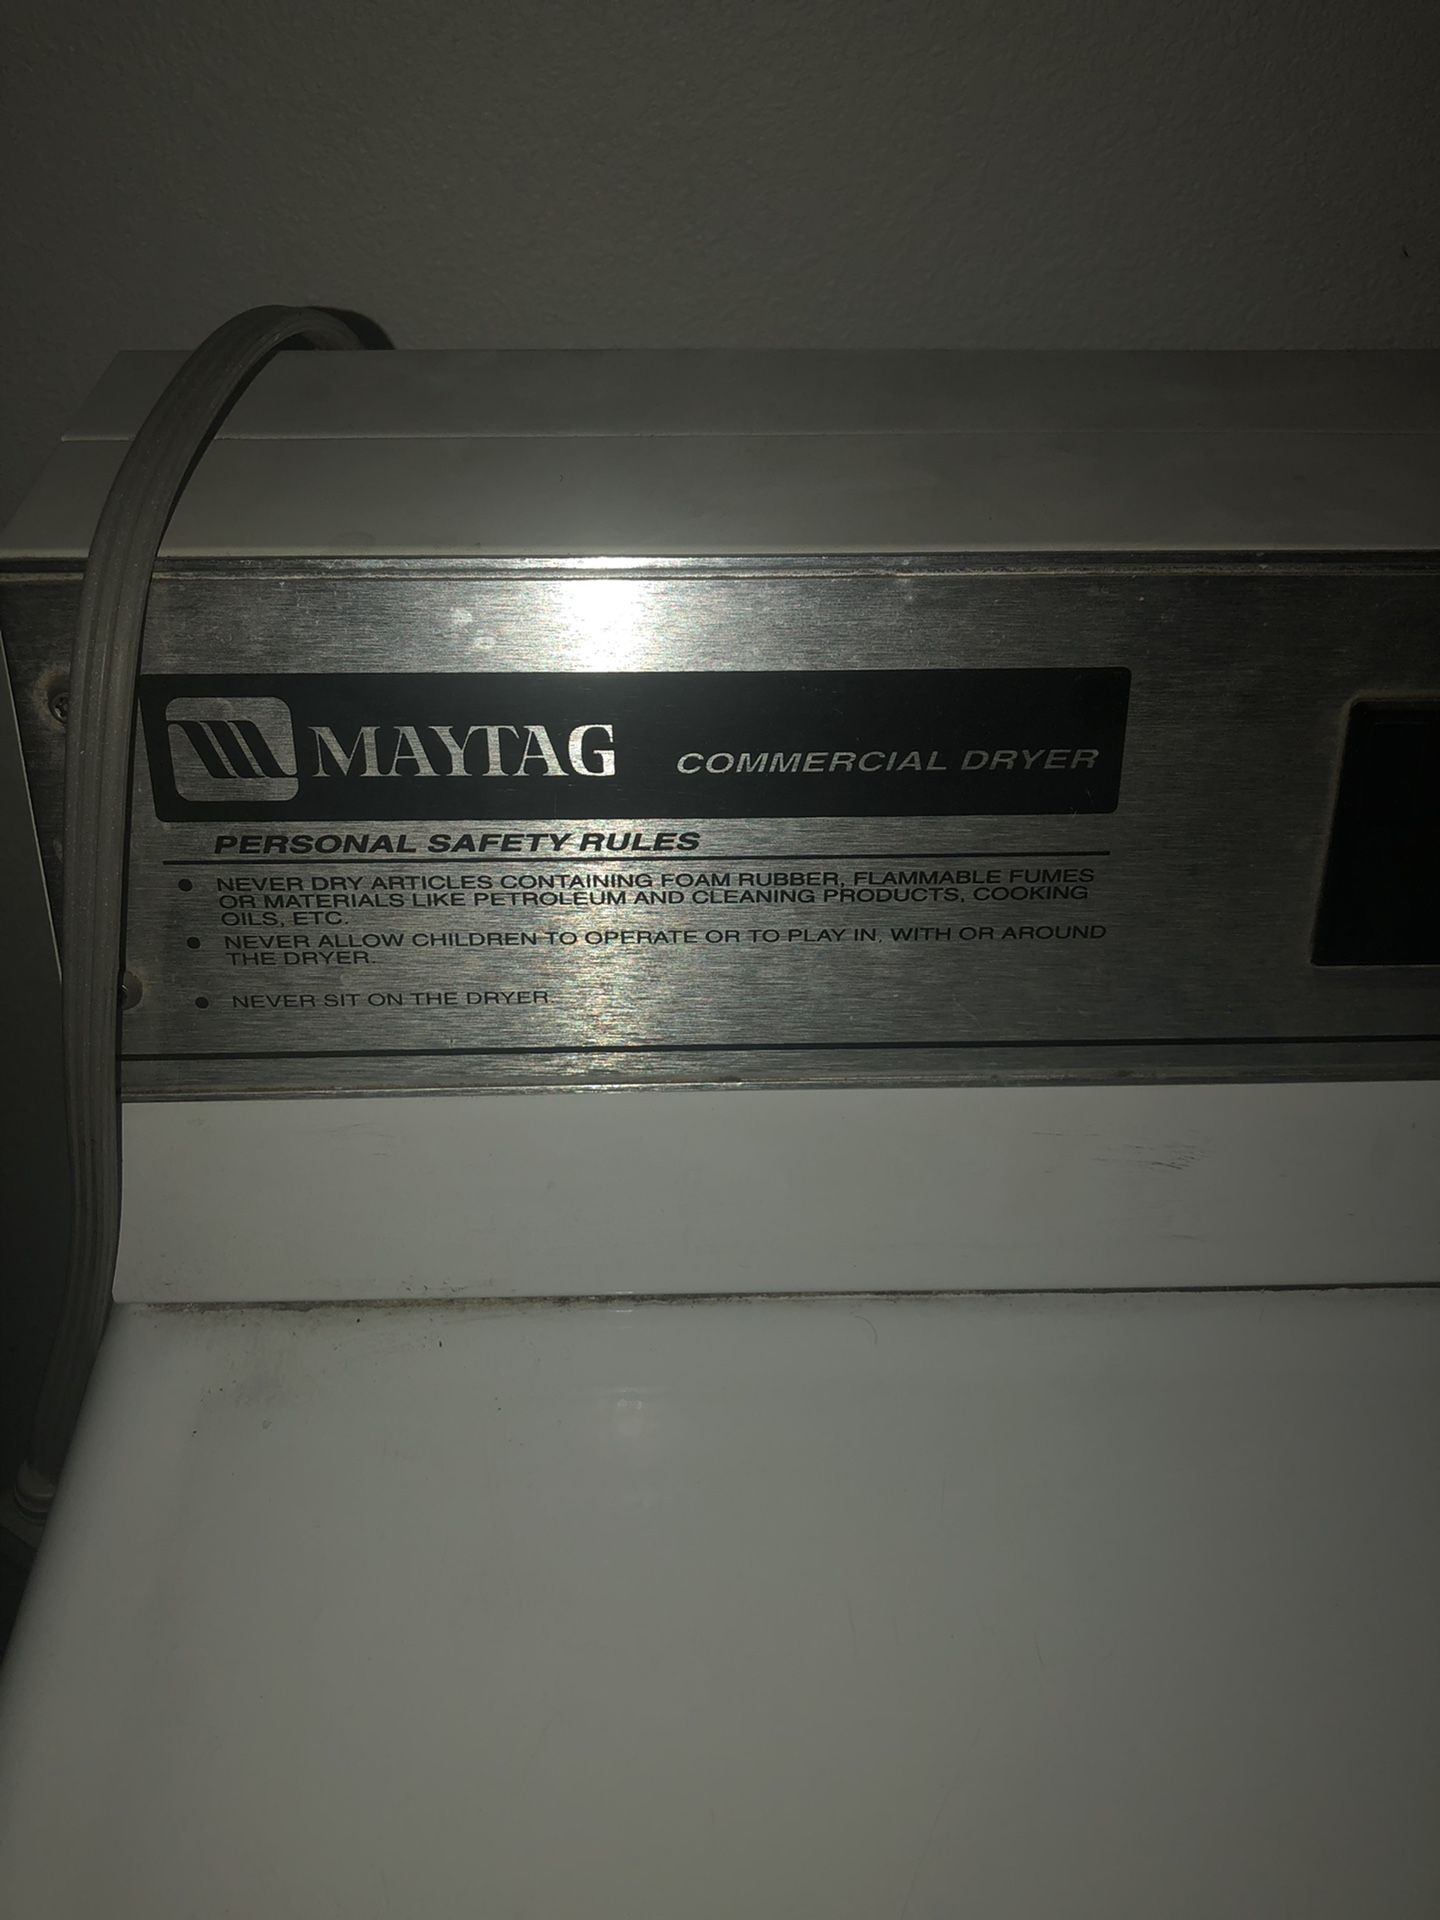 MAYTAG COMMERCIAL DRYER
PERSONAL SAFETY RULES
• NEVER DRY ARTICLES CONTAINING FOAM RUBBER, FLAMMABLE FUMES
OR MATERIALS LIKE PETROLEUM AND CLEANING PRODUCTS, COOKING
OILS, ETC.
• NEVER ALLOW CHILDREN TO OPERATE OR TO PLAY IN, WITH OR AROUND
THE DRYER.
• NEVER SIT ON THE DRYER.